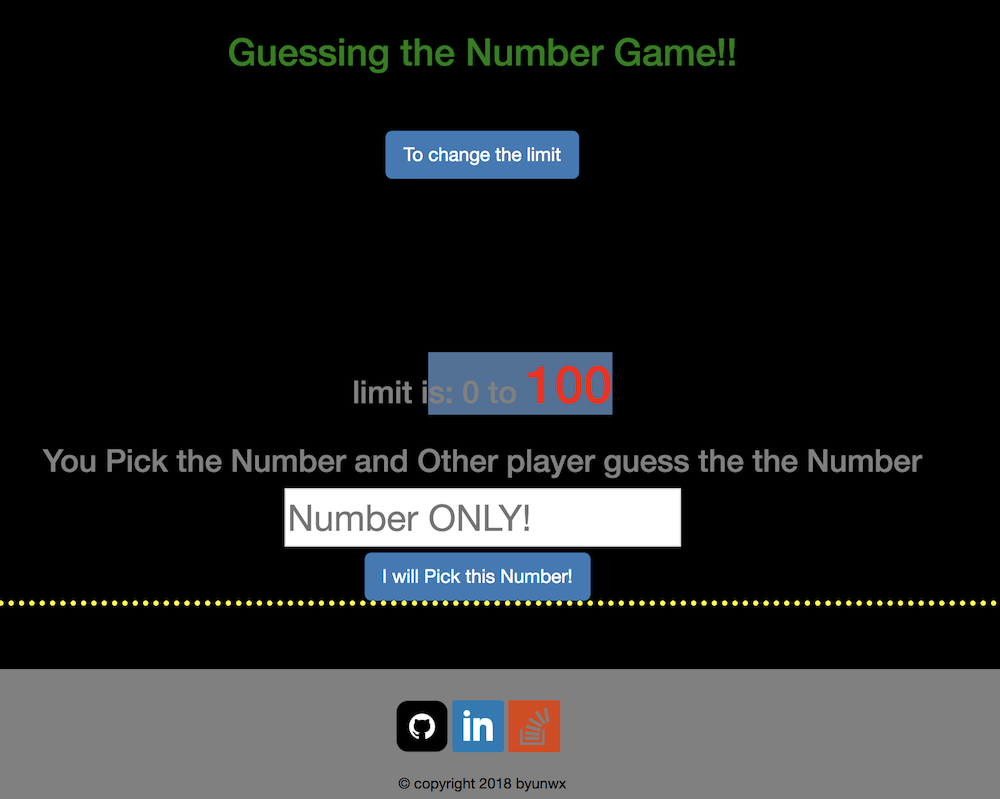 Guessing the Number Game!!
To change the limit
limit is: 0 to 100
You Pick the Number and Other player guess the the Number
Number ONLY!
I will Pick this Number!
in
© copyright 2018 byunwx